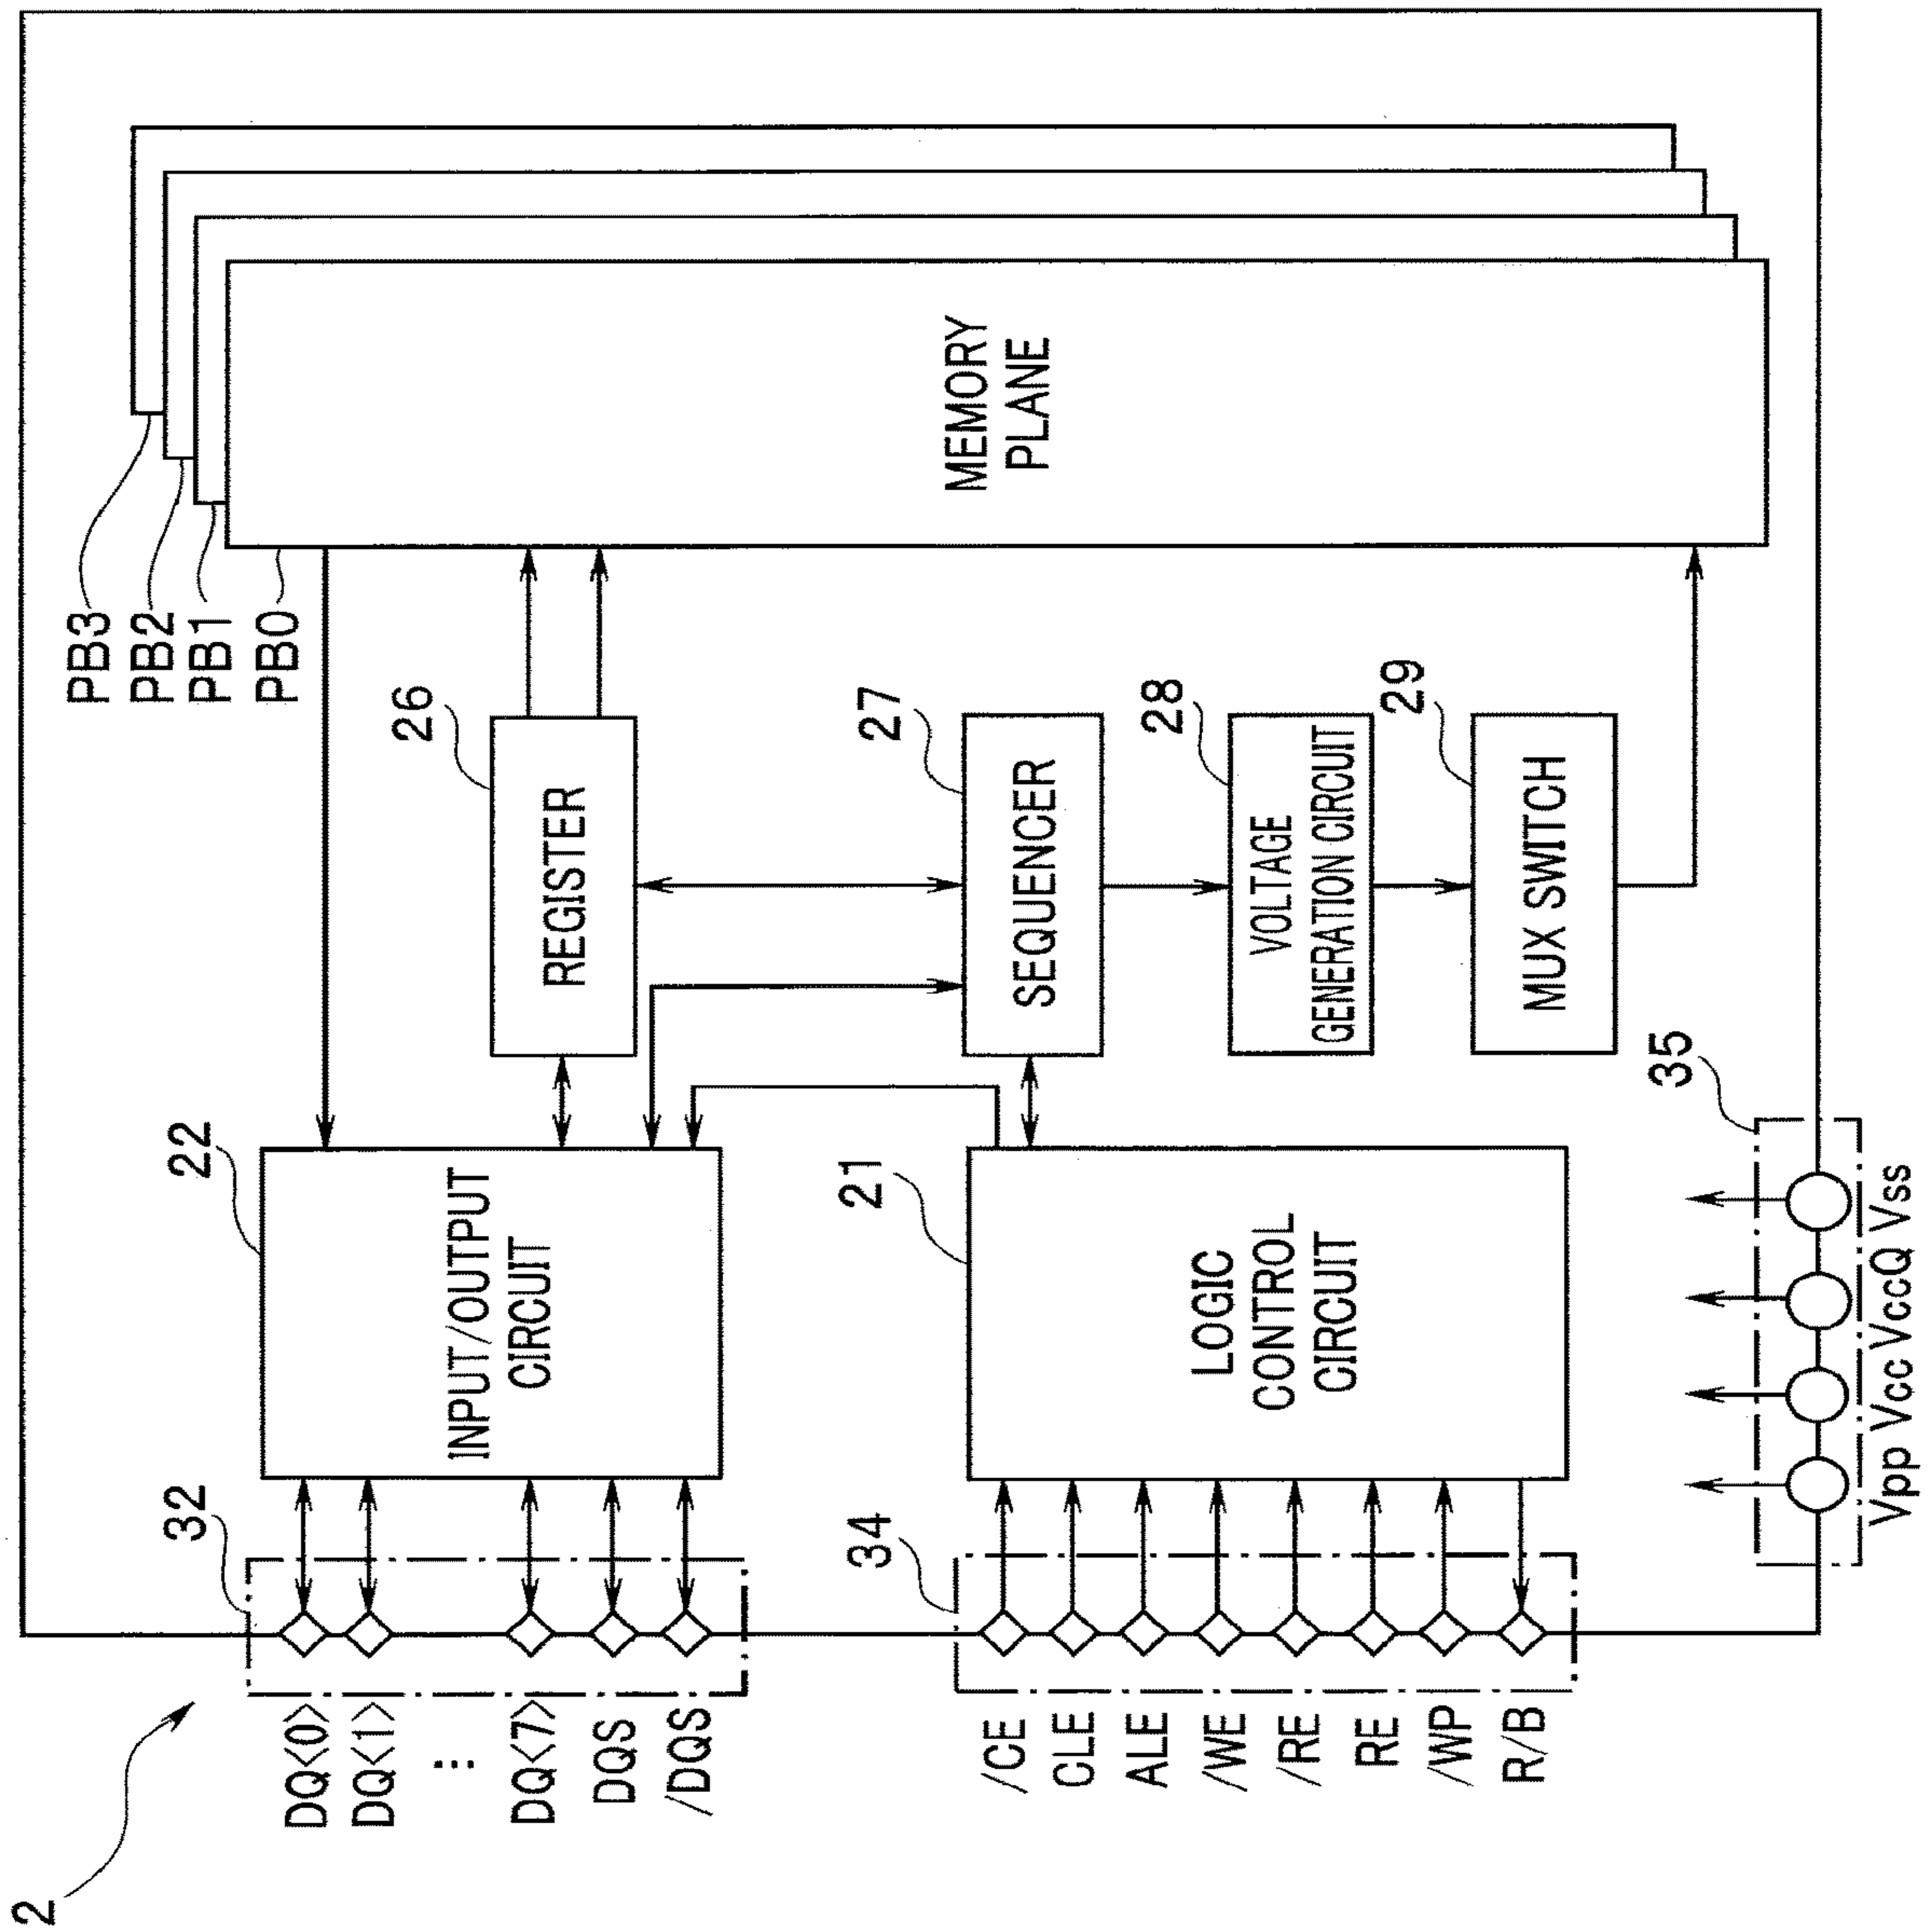 2
DQ<0>
DQ<1>
⋮
DQ<7>
DQS
/DQS
32
22
INPUT/OUTPUT
CIRCUIT
/CE
CLE
ALE
/WE
/RE
RE
/WP
R/B
34
21
LOGIC
CONTROL
CIRCUIT
26
REGISTER
27
SEQUENCER
28
VOLTAGE
GENERATION CIRCUIT
29
MUX SWITCH
PB3
PB2
PB1
PB0
MEMORY
PLANE
35
Vpp Vcc VccQ Vss